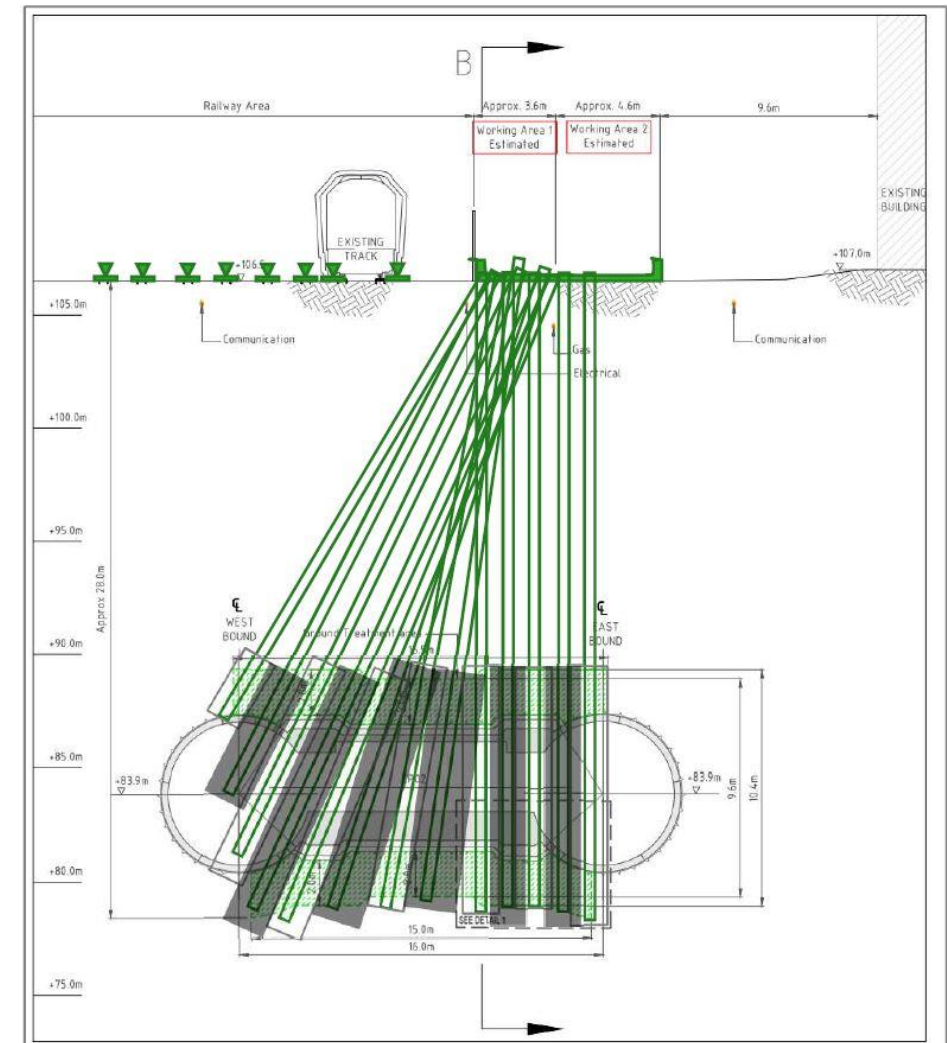 B
Railway Area
Approx. 3.6m
Approx. 4.6m
9.6m
Working Area 1
Estimated
Working Area 2
Estimated
EXISTING
BUILDING
EXISTING
TRACK
+107.0m
+105.0m
Communication
Gas
Electrical
Communication
+100.0m
+95.0m
Approx 28.0m
WEST
BOUND
EAST
BOUND
+90.0m
Ground Treatment area
+85.0m
+83.9m
+83.9m
9.6m
10.4m
+80.0m
2.0m
SEE DETAIL 1
15.0m
16.0m
+75.0m